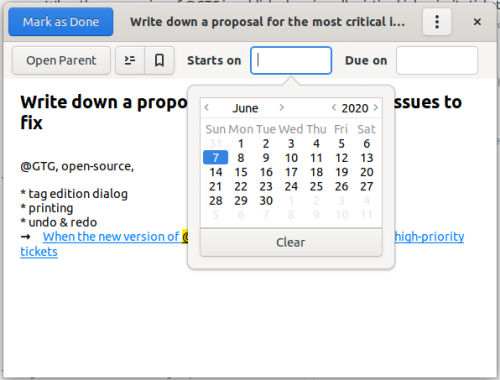 Mark as Done Write down a proposal for the most critical i...
Open Parent Starts on Due on
Write down a propo ssues to
fix
June 2020
Sun Mon Tue Wed Thu Fri Sat
31 1 2 3 4 5 6
7 8 9 10 11 12 13
14 15 16 17 18 19 20
21 22 23 24 25 26 27
28 29 30 1 2 3 4
5 6 7 8 9 10 11
Clear
@GTG, open-source,
* tag edition dialog
* printing
* undo & redo
→ When the new version of high-priority
tickets